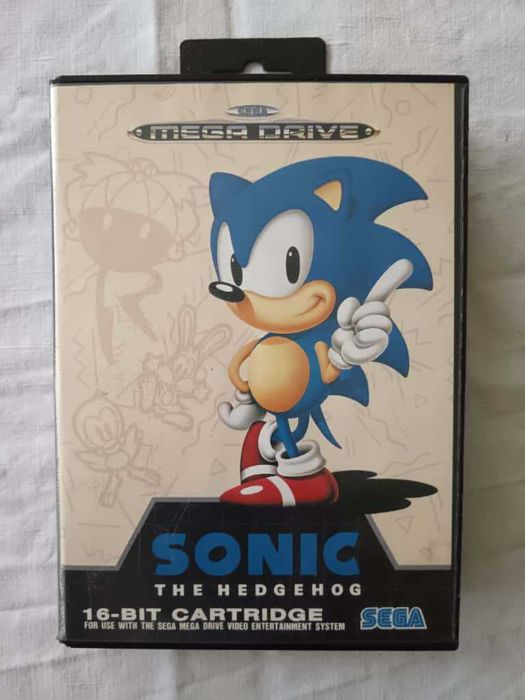 SEGA
MEGA DRIVE
SONIC
THE HEDGEHOG
16-BIT CARTRIDGE
FOR USE WITH THE SEGA MEGA DRIVE VIDEO ENTERTAINMENT SYSTEM
SEGA